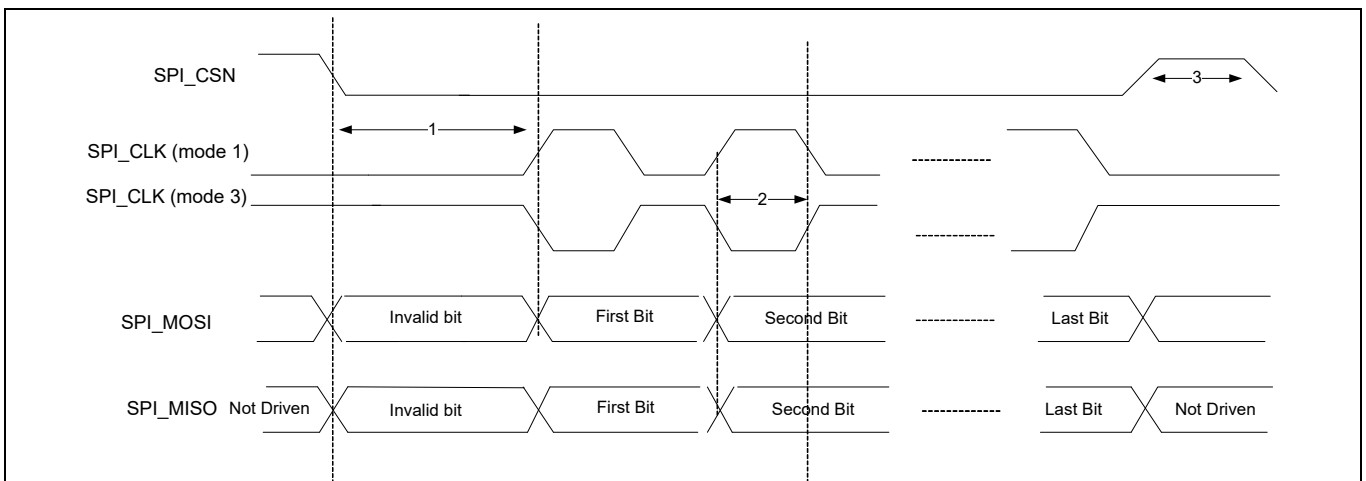 SPI_CSN
3
1
SPI_CLK (mode 1)
SPI_CLK (mode 3)
2
SPI_MOSI Invalid bit First Bit Second Bit Last Bit
SPI_MISO Not Driven Invalid bit First Bit Second Bit Last Bit Not Driven